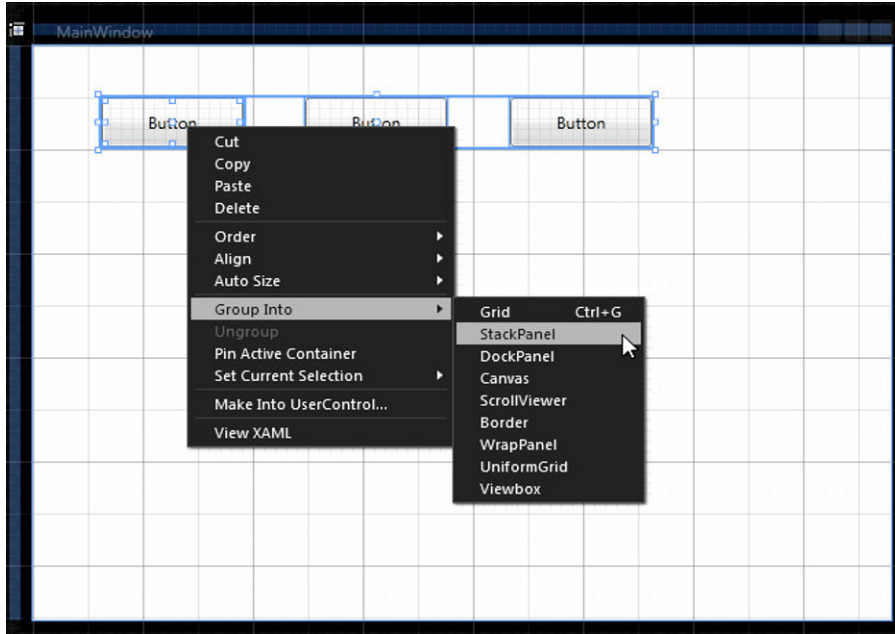 MainWindow
Button Button Button
Cut
Copy
Paste
Delete
Order
Align
Auto Size
Group Into
Ungroup
Pin Active Container
Set Current Selection
Make Into UserControl...
View XAML
Grid Ctrl+G
StackPanel
DockPanel
Canvas
ScrollViewer
Border
WrapPanel
UniformGrid
Viewbox